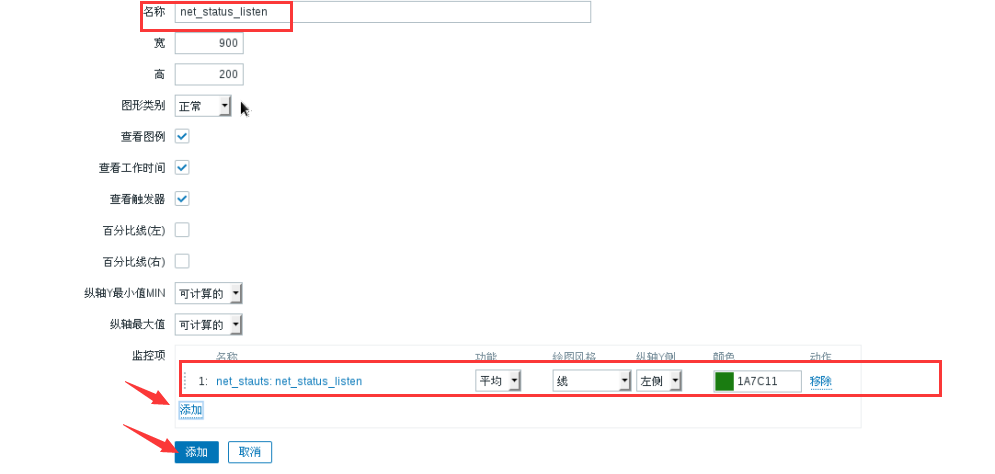 名称 net_status_listen
宽 900
高 200
图形类别 正常
查看图例
查看工作时间
查看触发器
百分比线(左)
百分比线(右)
纵轴Y最小值MIN 可计算的
纵轴最大值 可计算的
监控项 名称 功能 绘图风格 纵轴Y侧 颜色 动作
1: net_stauts: net_status_listen 平均 线 左侧 1A7C11 移除
添加
添加 取消